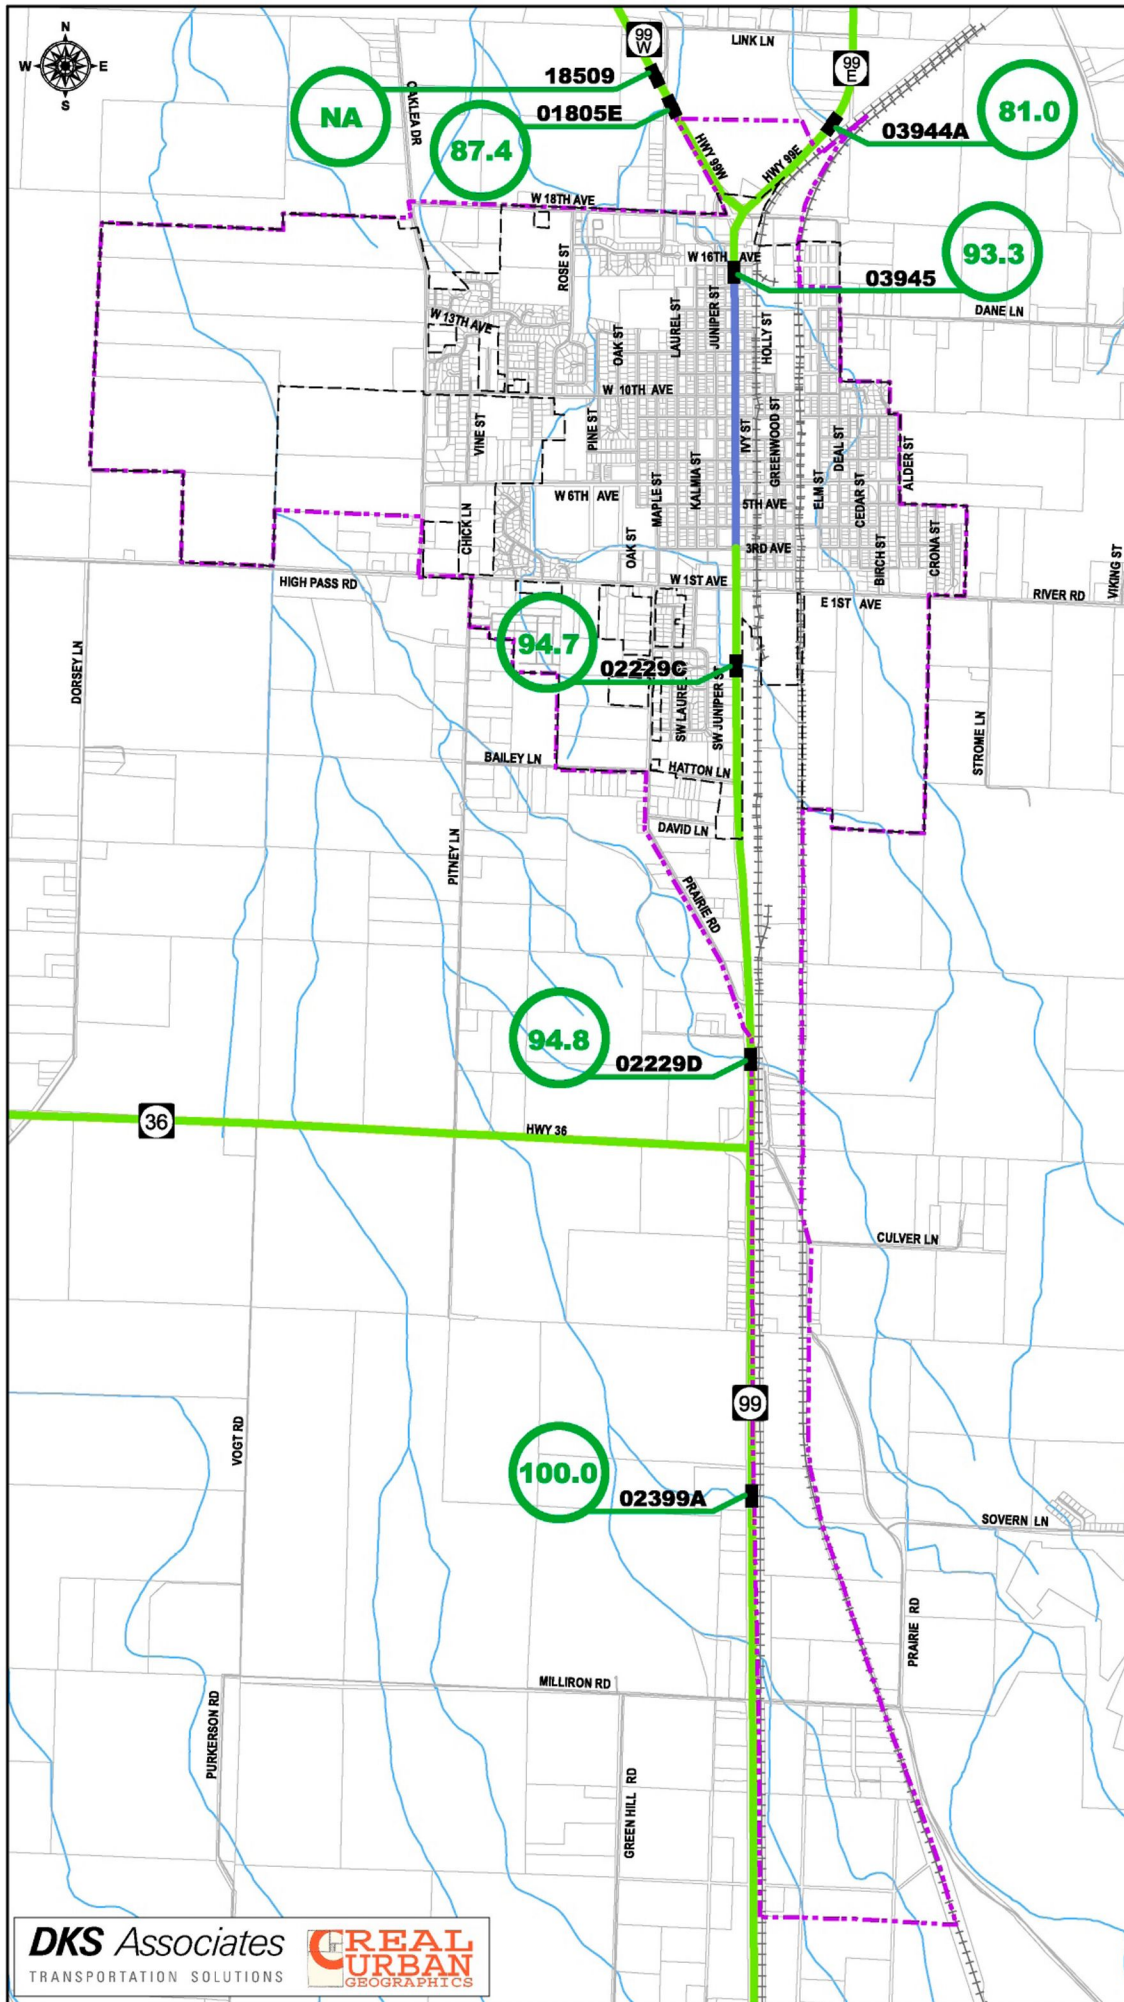 N
W E
S
99
W
LINK LN
99
E
18509
NA
OAKLEA DR
01805E
81.0
03944A
87.4
HWY 99W
HWY 99E
W 18TH AVE
93.3
ROSE ST
W 16TH AVE
03945
LAUREL ST
JUNIPER ST
HOLLY ST
DANE LN
W 13TH AVE
OAK ST
W 10TH AVE
VINE ST
PINE ST
IVY ST
GREENWOOD ST
DEAL ST
ALDER ST
KALMIA ST
MAPLE ST
W 6TH AVE
5TH AVE
ELM ST
CEDAR ST
CHICK LN
OAK ST
3RD AVE
BIRCH ST
CRONA ST
VIKING ST
HIGH PASS RD
W 1ST AVE
E 1ST AVE
RIVER RD
94.7
02229C
DORSEY LN
SW LAUREL
SW JUNIPER ST
STROME LN
BAILEY LN
HATTON LN
PITNEY LN
DAVID LN
PRAIRIE RD
94.8
02229D
36
HWY 36
CULVER LN
99
VOGT RD
100.0
02399A
SOVERN LN
PRAIRIE RD
MILLIRON RD
PURKERSON RD
GREEN HILL RD
DKS Associates
TRANSPORTATION SOLUTIONS
CREAL
URBAN
GEOGRAPHICS